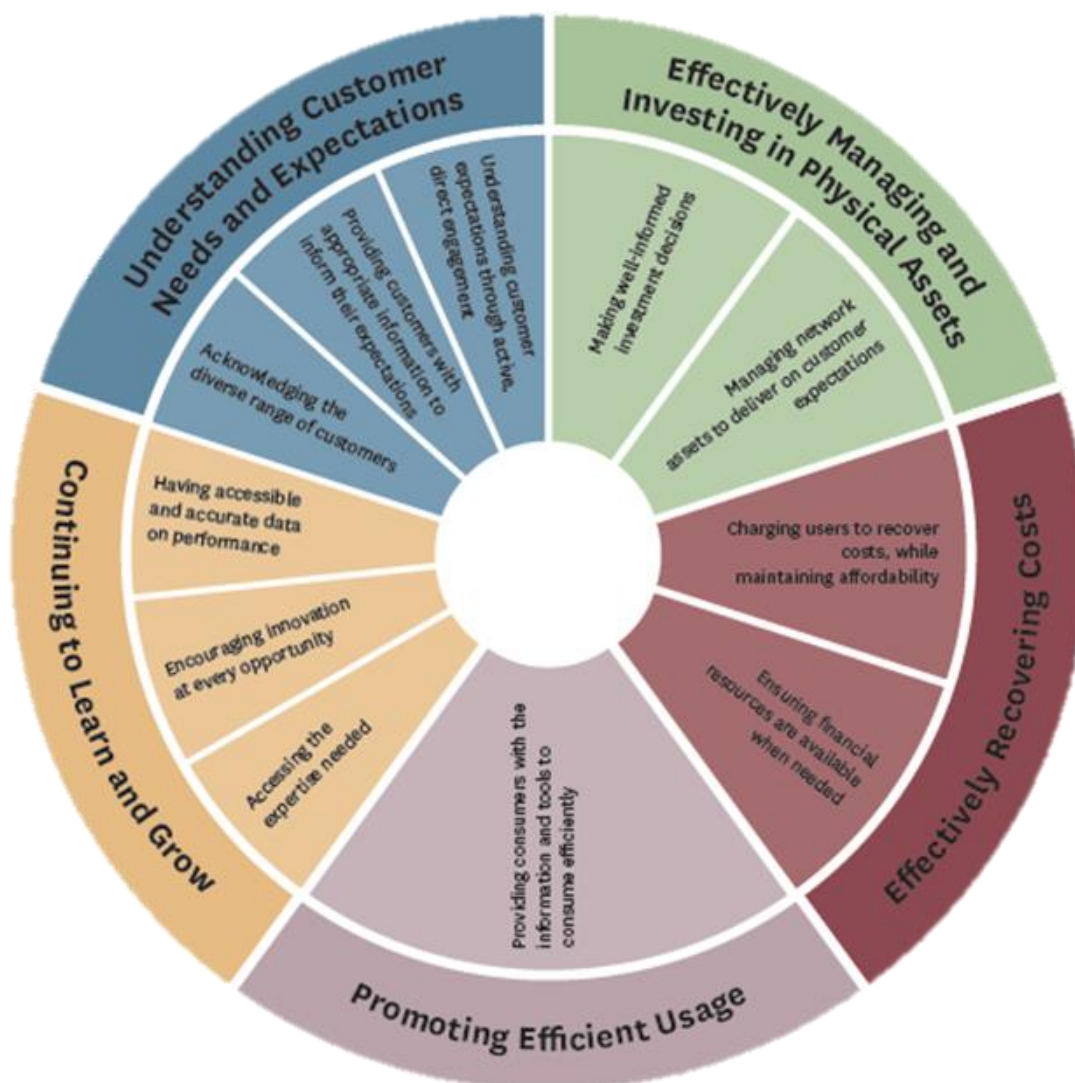 Understanding Customer
Needs and Expectations
Understanding customer
expectations through active,
direct engagement
Providing customers with
appropriate information to
inform their expectations
Acknowledging the
diverse range of customers
Effectively Managing and
Investing in Physical Assets
Making well-informed
investment decisions
Managing network
assets to deliver on customer
expectations
Effectively Recovering Costs
Charging users to recover
costs, while
maintaining affordability
Ensuring financial
resources are available
when needed
Promoting Efficient Usage
Providing consumers with the
information and tools to
consume efficiently
Continuing to Learn and Grow
Having accessible
and accurate data
on performance
Encouraging innovation
at every opportunity
Accessing the
expertise needed